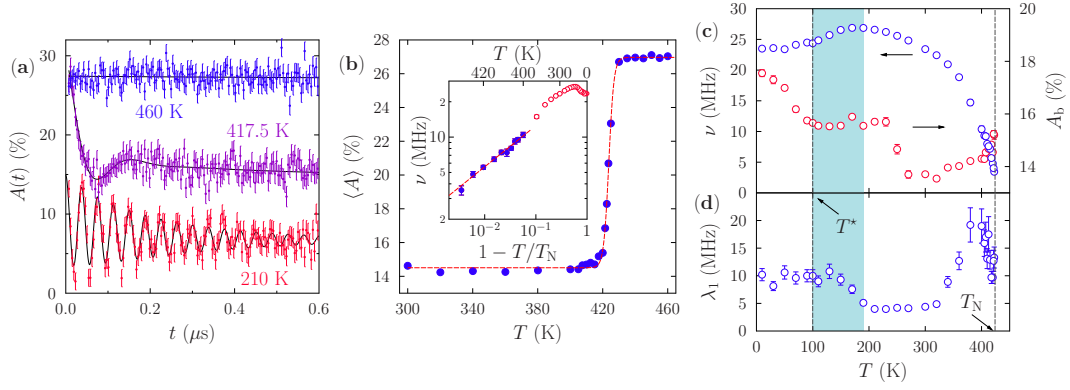 (a)
A(t) (%)
30
20
10
0
460 K
417.5 K
210 K
0
0.2
0.4
0.6
t (μs)
(b)
⟨A⟩ (%)
28
26
24
22
20
18
16
14
12
T (K)
420
400
300
0
ν (MHz)
2
10
2
10⁻²
10⁻¹
1
1 − T/T_N
300
340
380
420
460
T (K)
(c)
ν (MHz)
30
25
20
15
10
5
0
20
18
16
14
A_b (%)
(d)
λ₁ (MHz)
20
15
10
5
0
T⋆
T_N
0
100
200
300
400
T (K)